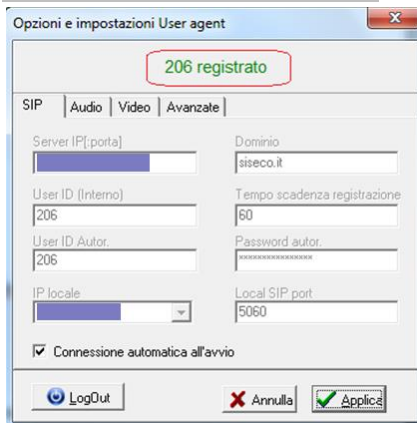 Opzioni e impostazioni User agent
206 registrato
SIP Audio Video Avanzate
Server IP[:porta] Dominio
siseco.it
User ID (Interno) Tempo scadenza registrazione
206 60
User ID Autor. Password autor.
206 ****************
IP locale Local SIP port
5060
Connessione automatica all'avvio
LogOut Annulla Applica